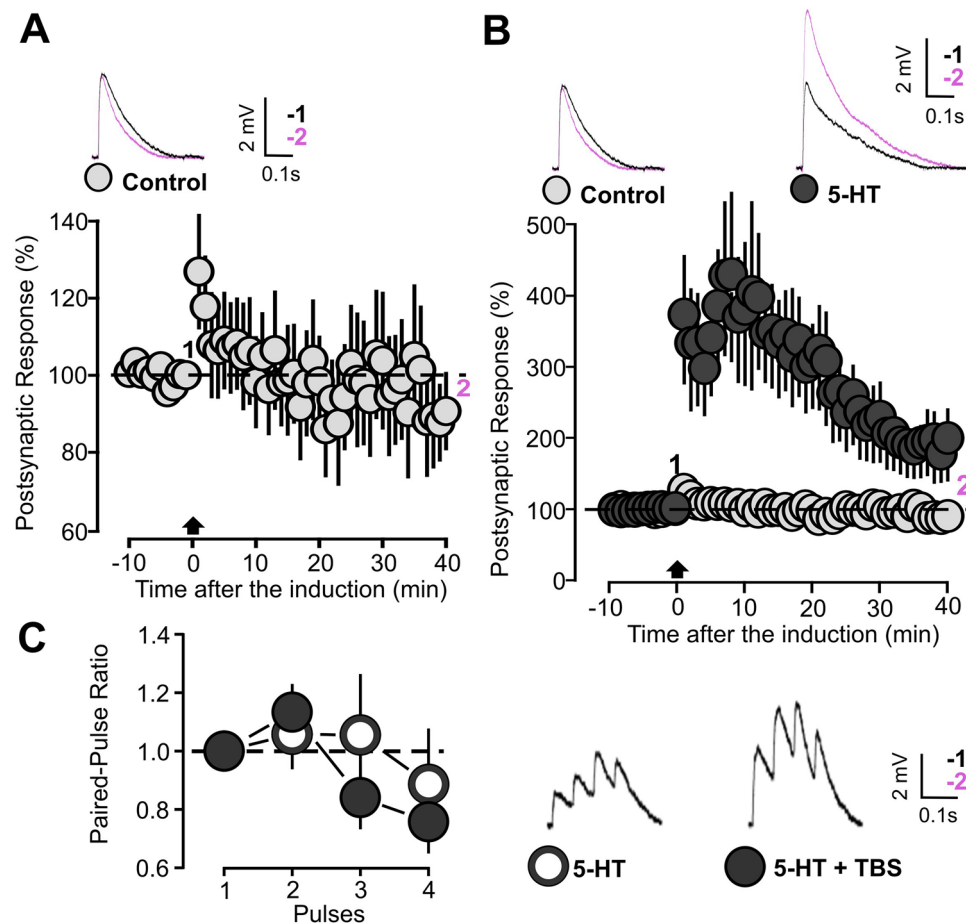 A
2 mV
-1
-2
0.1s
Control
Postsynaptic Response (%)
140
120
100
80
60
1
2
-10
0
10
20
30
40
Time after the induction (min)
B
2 mV
-1
-2
0.1s
Control
5-HT
Postsynaptic Response (%)
500
400
300
200
100
0
1
2
-10
0
10
20
30
40
Time after the induction (min)
C
Paired-Pulse Ratio
1.4
1.2
1.0
0.8
0.6
1
2
3
4
Pulses
2 mV
-1
-2
0.1s
5-HT
5-HT + TBS